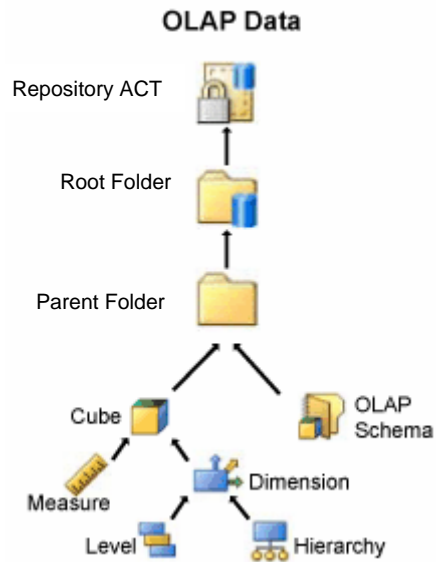 OLAP Data
Repository ACT
Root Folder
Parent Folder
Cube
OLAP
Schema
Measure
Dimension
Level
Hierarchy